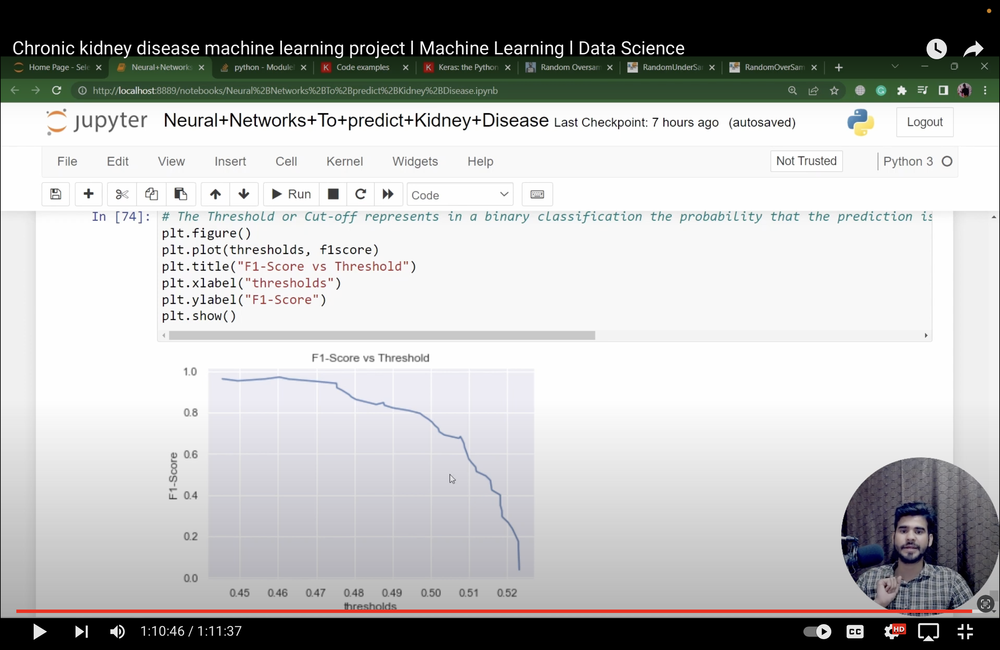 Chronic kidney disease machine learning project l Machine Learning l Data Science
Home Page - Sele
Neural+Networks
python - Module
Code examples
Keras: the Python
Random Oversam
RandomUnderSar
RandomOverSam
http://localhost:8889/notebooks/Neural%2BNetworks%2BTo%2Bpredict%2BKidney%2BDisease.ipynb
jupyter Neural+Networks+To+predict+Kidney+Disease Last Checkpoint: 7 hours ago (autosaved)
Logout
File Edit View Insert Cell Kernel Widgets Help
Not Trusted
Python 3
Run
Code
In [74]: # The Threshold or Cut-off represents in a binary classification the probability that the prediction is
plt.figure()
plt.plot(thresholds, f1score)
plt.title("F1-Score vs Threshold")
plt.xlabel("thresholds")
plt.ylabel("F1-Score")
plt.show()
F1-Score vs Threshold
F1-Score
1.0
0.8
0.6
0.4
0.2
0.0
0.45 0.46 0.47 0.48 0.49 0.50 0.51 0.52
thresholds
1:10:46 / 1:11:37
CC
HD